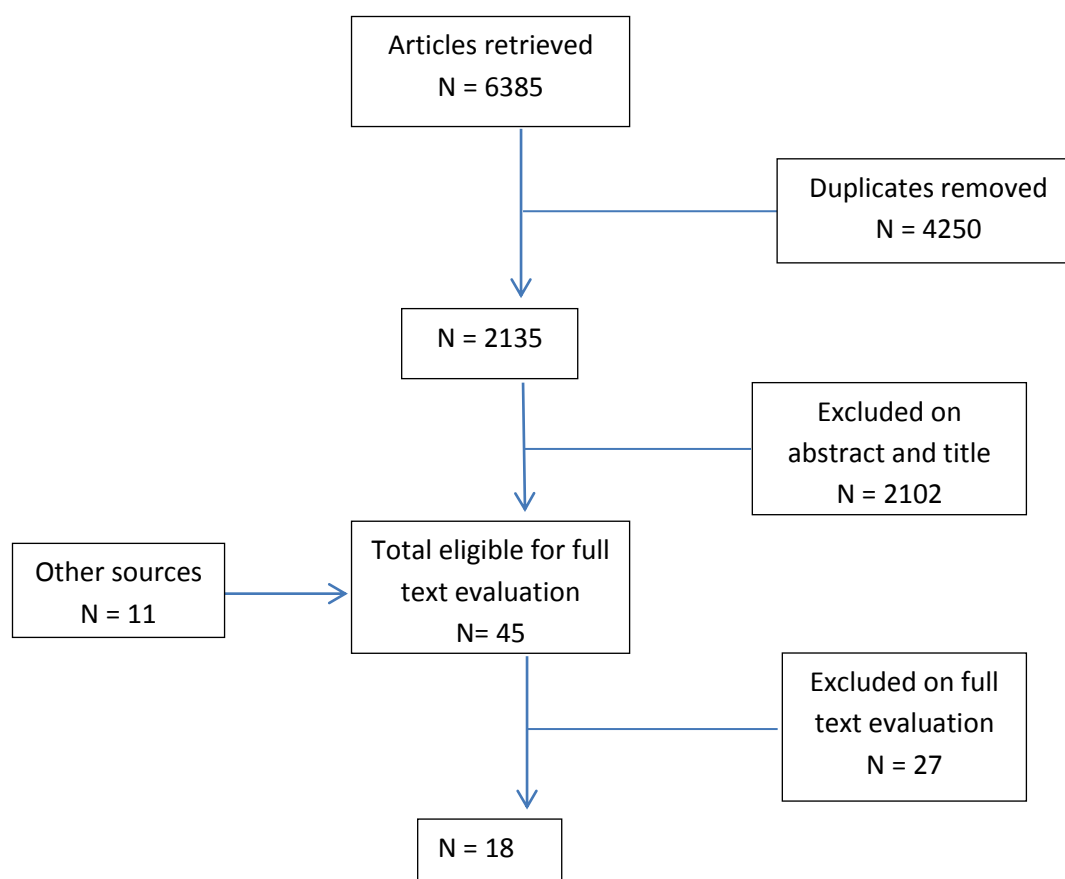 Articles retrieved
N = 6385
Duplicates removed
N = 4250
N = 2135
Excluded on
abstract and title
N = 2102
Total eligible for full
text evaluation
N= 45
Other sources
N = 11
Excluded on full
text evaluation
N = 27
N = 18